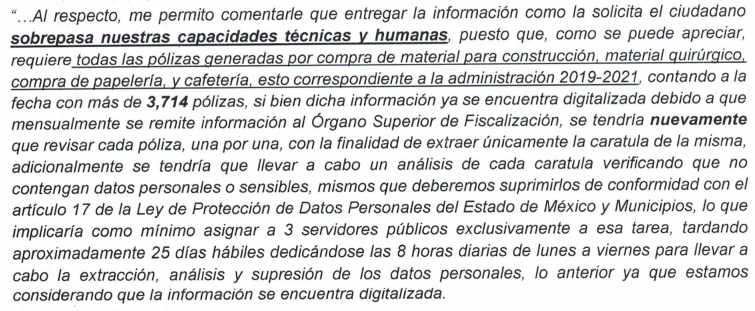 “…Al respecto, me permito comentarle que entregar la información como la solicita el ciudadano
sobrepasa nuestras capacidades técnicas y humanas, puesto que, como se puede apreciar,
requiere todas las pólizas generadas por compra de material para construcción, material quirúrgico,
compra de papelería, y cafetería, esto correspondiente a la administración 2019-2021, contando a la
fecha con más de 3,714 pólizas, si bien dicha información ya se encuentra digitalizada debido a que
mensualmente se remite información al Órgano Superior de Fiscalización, se tendría nuevamente
que revisar cada póliza, una por una, con la finalidad de extraer únicamente la caratula de la misma,
adicionalmente se tendría que llevar a cabo un análisis de cada caratula verificando que no
contengan datos personales o sensibles, mismos que deberemos suprimirlos de conformidad con el
artículo 17 de la Ley de Protección de Datos Personales del Estado de México y Municipios, lo que
implicaría como mínimo asignar a 3 servidores públicos exclusivamente a esa tarea, tardando
aproximadamente 25 días hábiles dedicándose las 8 horas diarias de lunes a viernes para llevar a
cabo la extracción, análisis y supresión de los datos personales, lo anterior ya que estamos
considerando que la información se encuentra digitalizada.